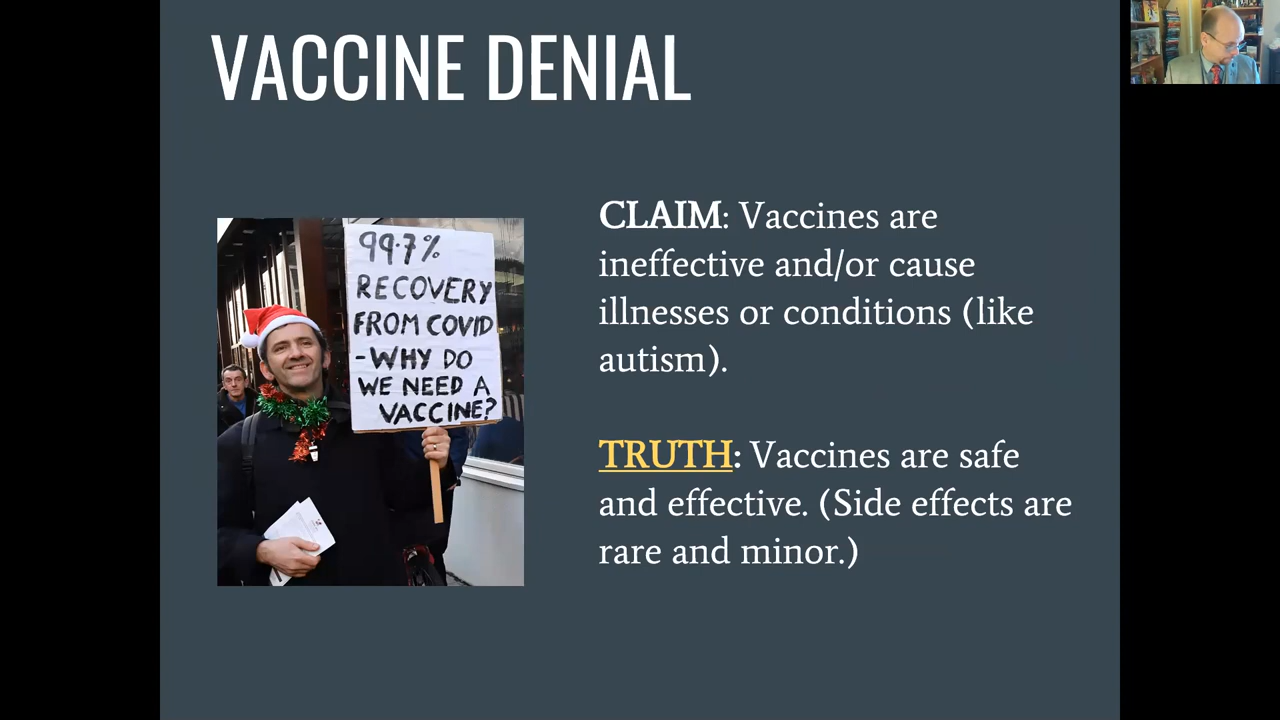 VACCINE DENIAL
99.7%
RECOVERY
FROM COVID
-WHY DO
WE NEED A
VACCINE?
CLAIM: Vaccines are
ineffective and/or cause
illnesses or conditions (like
autism).
TRUTH: Vaccines are safe
and effective. (Side effects are
rare and minor.)